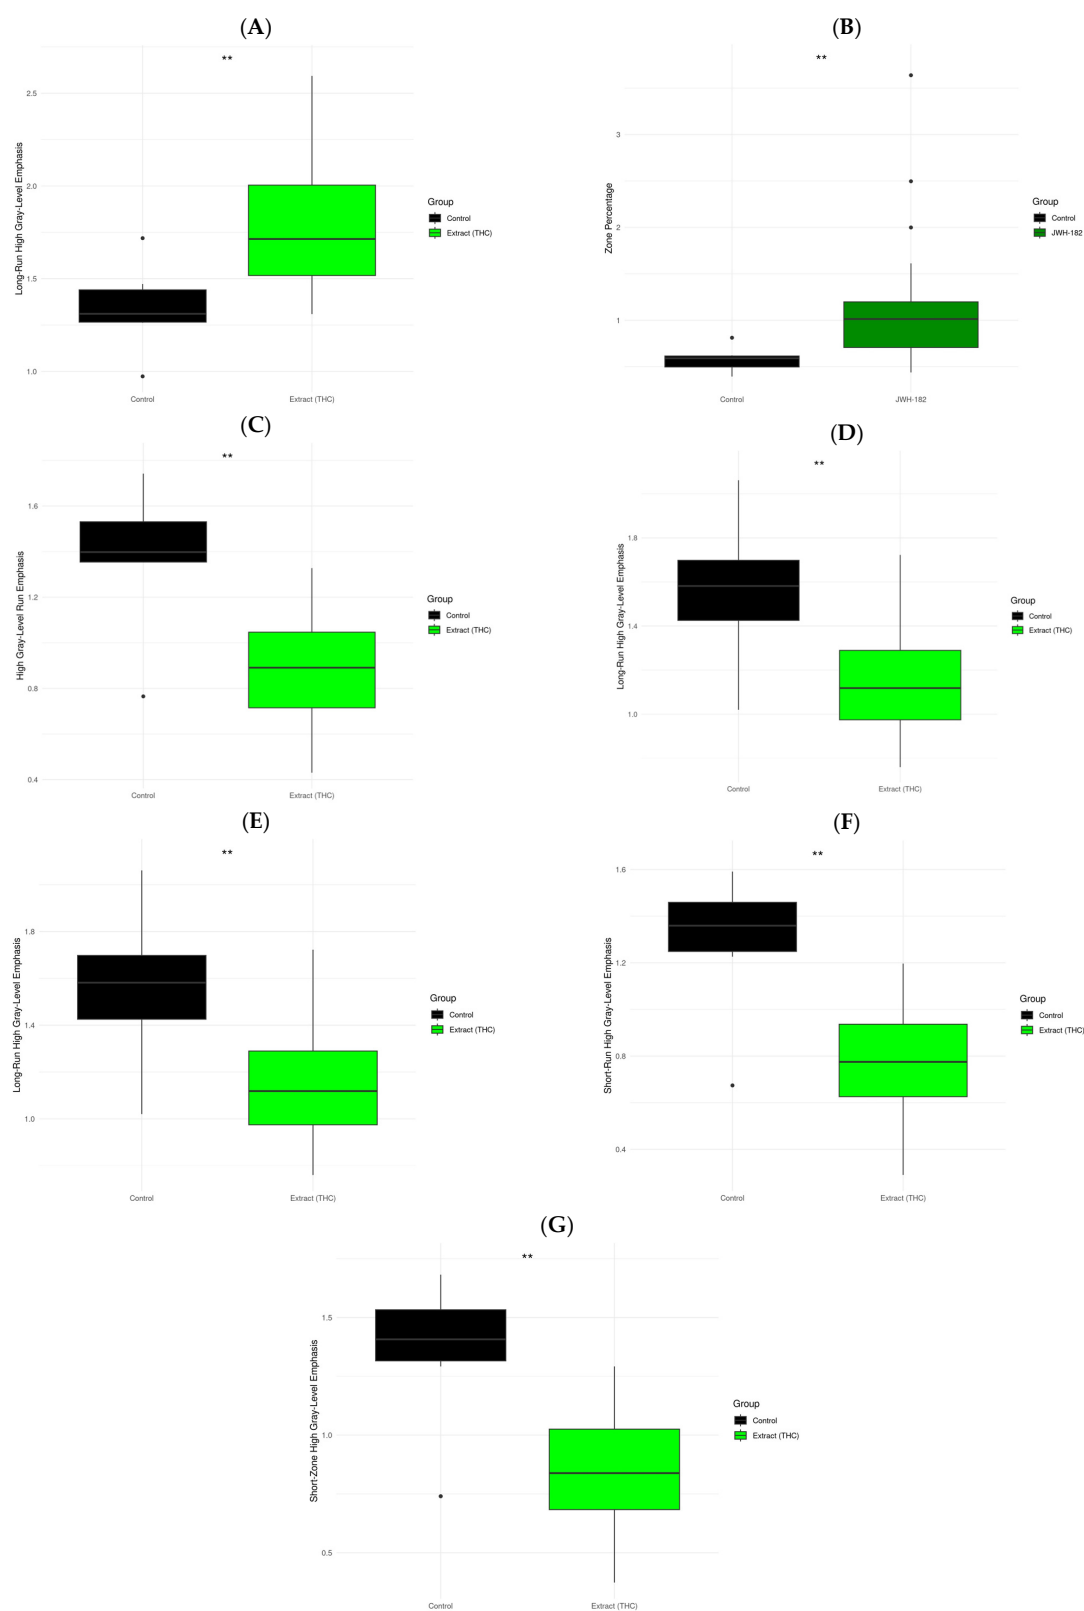 (A)
**
Long-Run High Gray-Level Emphasis
2.5
2.0
1.5
1.0
Control
Extract (THC)
Group
Control
Extract (THC)
(B)
**
Zone Percentage
3
2
1
Control
JWH-182
Group
Control
JWH-182
(C)
**
High Gray-Level Run Emphasis
1.6
1.2
0.8
0.4
Control
Extract (THC)
Group
Control
Extract (THC)
(D)
**
Long-Run High Gray-Level Emphasis
1.8
1.4
1.0
Control
Extract (THC)
Group
Control
Extract (THC)
(E)
**
Long-Run High Gray-Level Emphasis
1.8
1.4
1.0
Control
Extract (THC)
Group
Control
Extract (THC)
(F)
**
Short-Run High Gray-Level Emphasis
1.6
1.2
0.8
0.4
Control
Extract (THC)
Group
Control
Extract (THC)
(G)
**
Short-Zone High Gray-Level Emphasis
1.5
1.0
0.5
Control
Extract (THC)
Group
Control
Extract (THC)